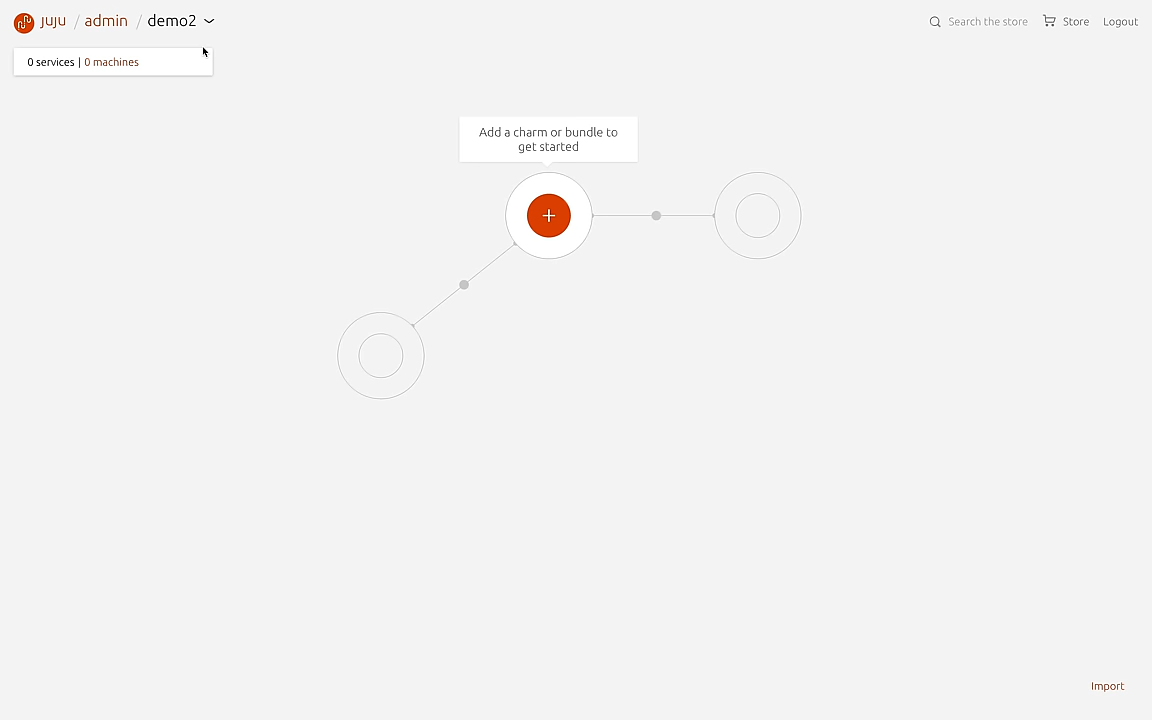 juju / admin / demo2
Search the store
Store
Logout
0 services | 0 machines
Add a charm or bundle to
get started
Import